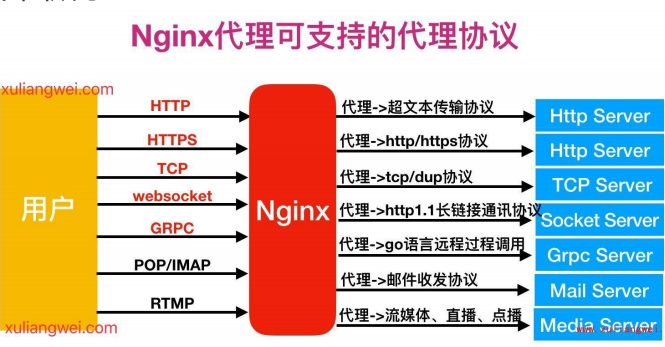 Nginx代理可支持的代理协议
xuliangwei.com
用户
HTTP
HTTPS
TCP
websocket
GRPC
POP/IMAP
RTMP
Nginx
代理->超文本传输协议
代理->http/https协议
代理->tcp/dup协议
代理->http1.1长链接通讯协议
代理->go语言远程过程调用
代理->邮件收发协议
代理->流媒体、直播、点播
Http Server
Http Server
TCP Server
Socket Server
Grpc Server
Mail Server
Media Server
xuliangwei.com